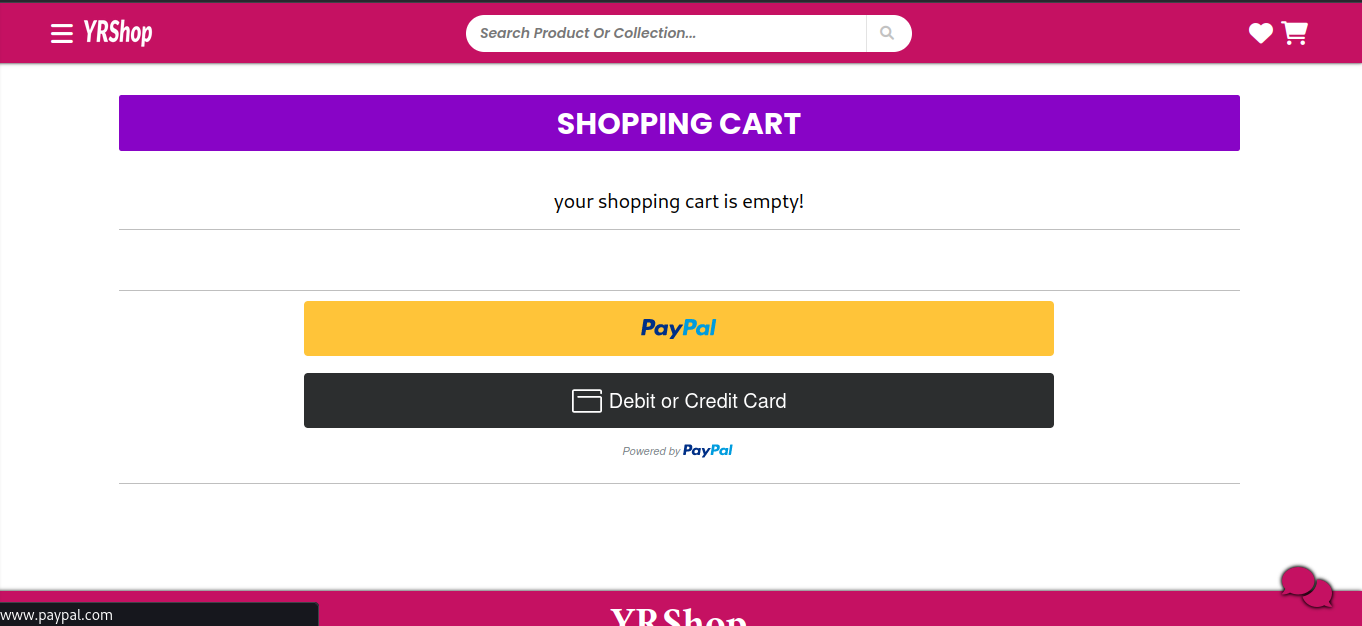 YRShop
Search Product Or Collection...
SHOPPING CART
your shopping cart is empty!
PayPal
Debit or Credit Card
Powered by PayPal
YRShop
www.paypal.com